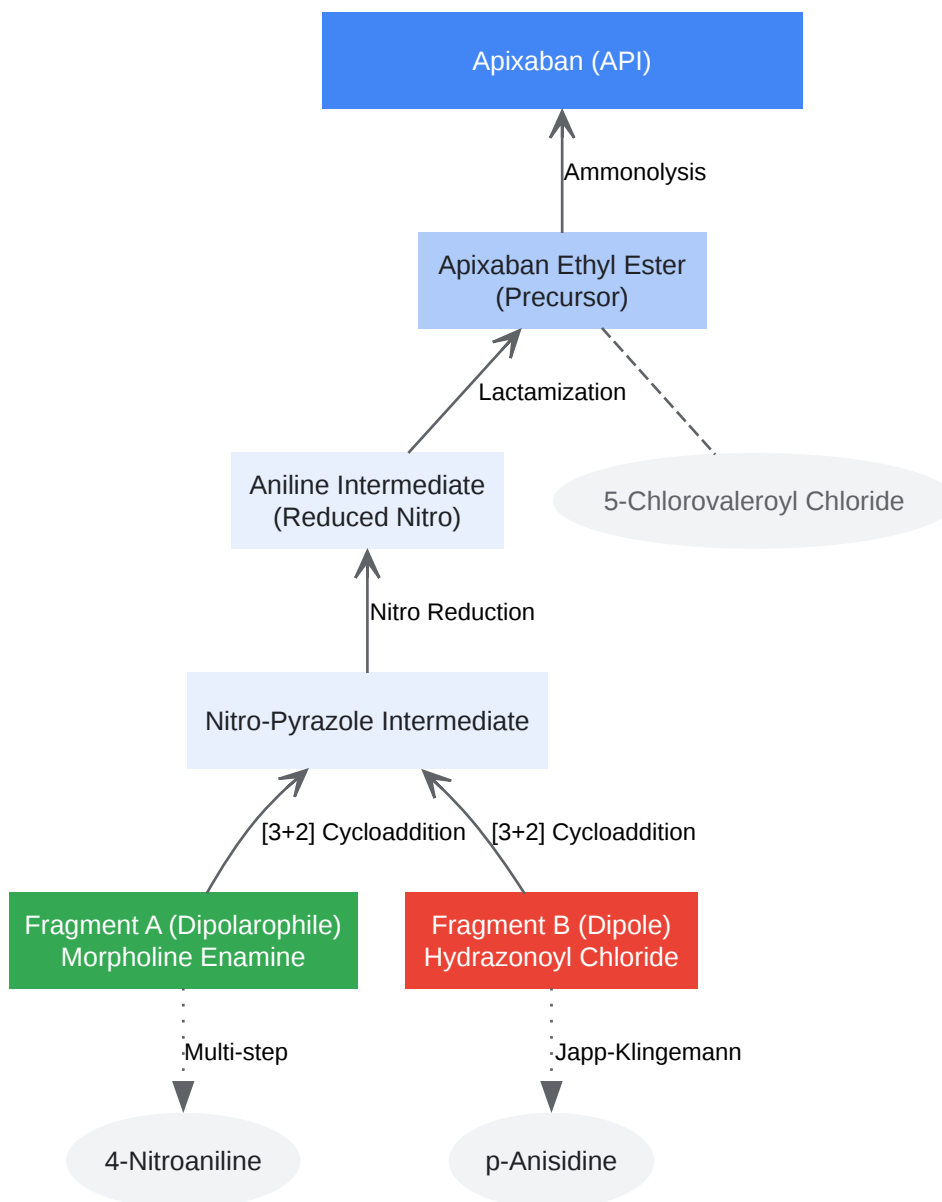 Apixaban (API)
Ammonolysis
Apixaban Ethyl Ester
(Precursor)
Lactamization
Aniline Intermediate
(Reduced Nitro)
5-Chlorovaleroyl Chloride
Nitro Reduction
Nitro-Pyrazole Intermediate
[3+2] Cycloaddition
[3+2] Cycloaddition
Fragment A (Dipolarophile)
Morpholine Enamine
Fragment B (Dipole)
Hydrazonoyl Chloride
Multi-step
Japp-Klingemann
4-Nitroaniline
p-Anisidine